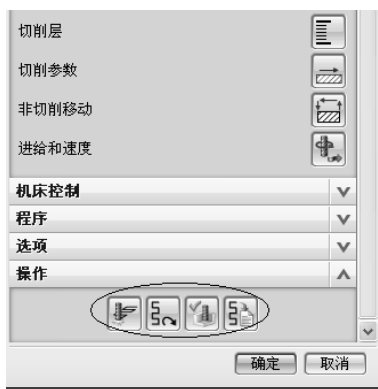 切削层
切削参数
非切削移动
进给和速度
机床控制
程序
选项
操作
确定 取消